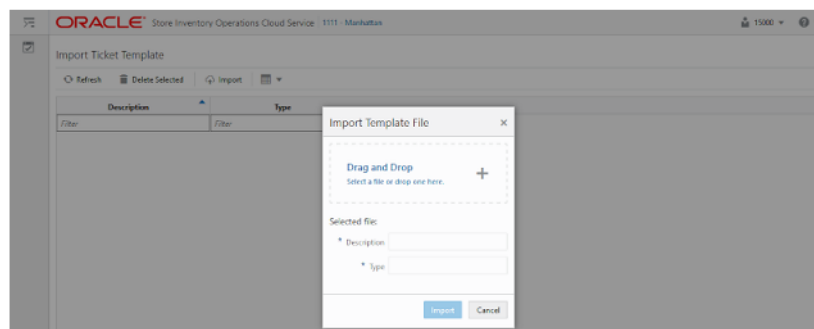 ORACLE® Store Inventory Operations Cloud Service 1111 - Manhattan 15000
Import Ticket Template
Refresh Delete Selected Import
Description Type
Filter Filter
Import Template File ×
Drag and Drop
Select a file or drop one here.
+
Selected file:
* Description
* Type
Import Cancel